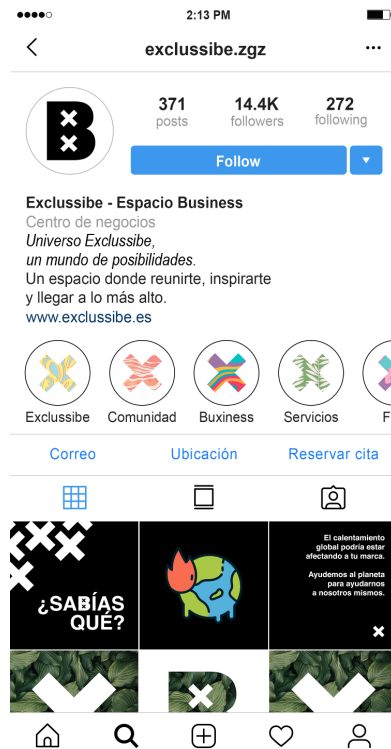 2:13 PM
exclussibe.zgz
371 14.4K 272
posts followers following
Follow
Exclussibe - Espacio Business
Centro de negocios
Universo Exclussibe,
un mundo de posibilidades.
Un espacio donde reunirte, inspirarte
y llegar a lo más alto.
www.exclussibe.es
Exclussibe Comunidad Buxiness Servicios F
Correo Ubicación Reservar cita
¿SABÍAS
QUÉ?
El calentamiento
global podría estar
afectando a tu marca.
Ayudemos al planeta
para ayudarnos
a nosotros mismos.